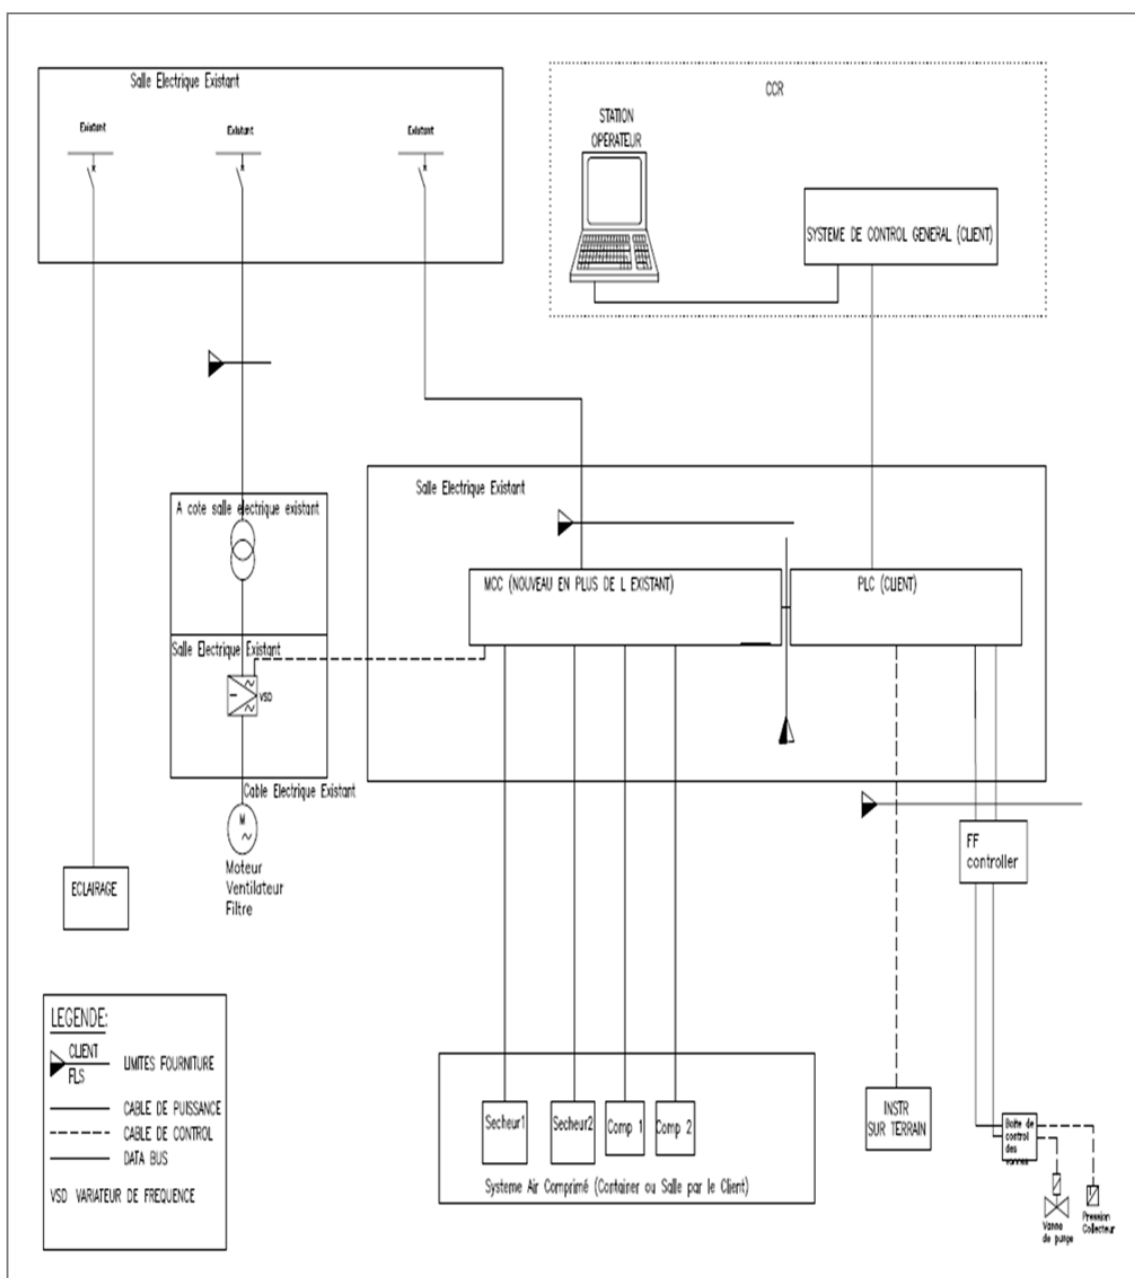 Salle Electrique Existant
Existant
Existant
Existant
CCR
STATION
OPERATEUR
SYSTEME DE CONTROL GENERAL (CLIENT)
A cote salle electrique existant
Salle Electrique Existant
MCC (NOUVEAU EN PLUS DE L EXISTANT)
PLC (CLIENT)
Salle Electrique Existant
VSD
Cable Electrique Existant
M
Moteur
Ventilateur
Filtre
ECLAIRAGE
FF
controller
LEGENDE:
CLIENT
FLS
LIMITES FOURNITURE
CABLE DE PUISSANCE
CABLE DE CONTROL
DATA BUS
VSD VARIATEUR DE FREQUENCE
Secheur1
Secheur2
Comp 1
Comp 2
Systeme Air Comprimé (Container ou Salle par le Client)
INSTR
SUR TERRAIN
Boite de
control
des
vannes
Vanne
de purge
Pression
Collecteur